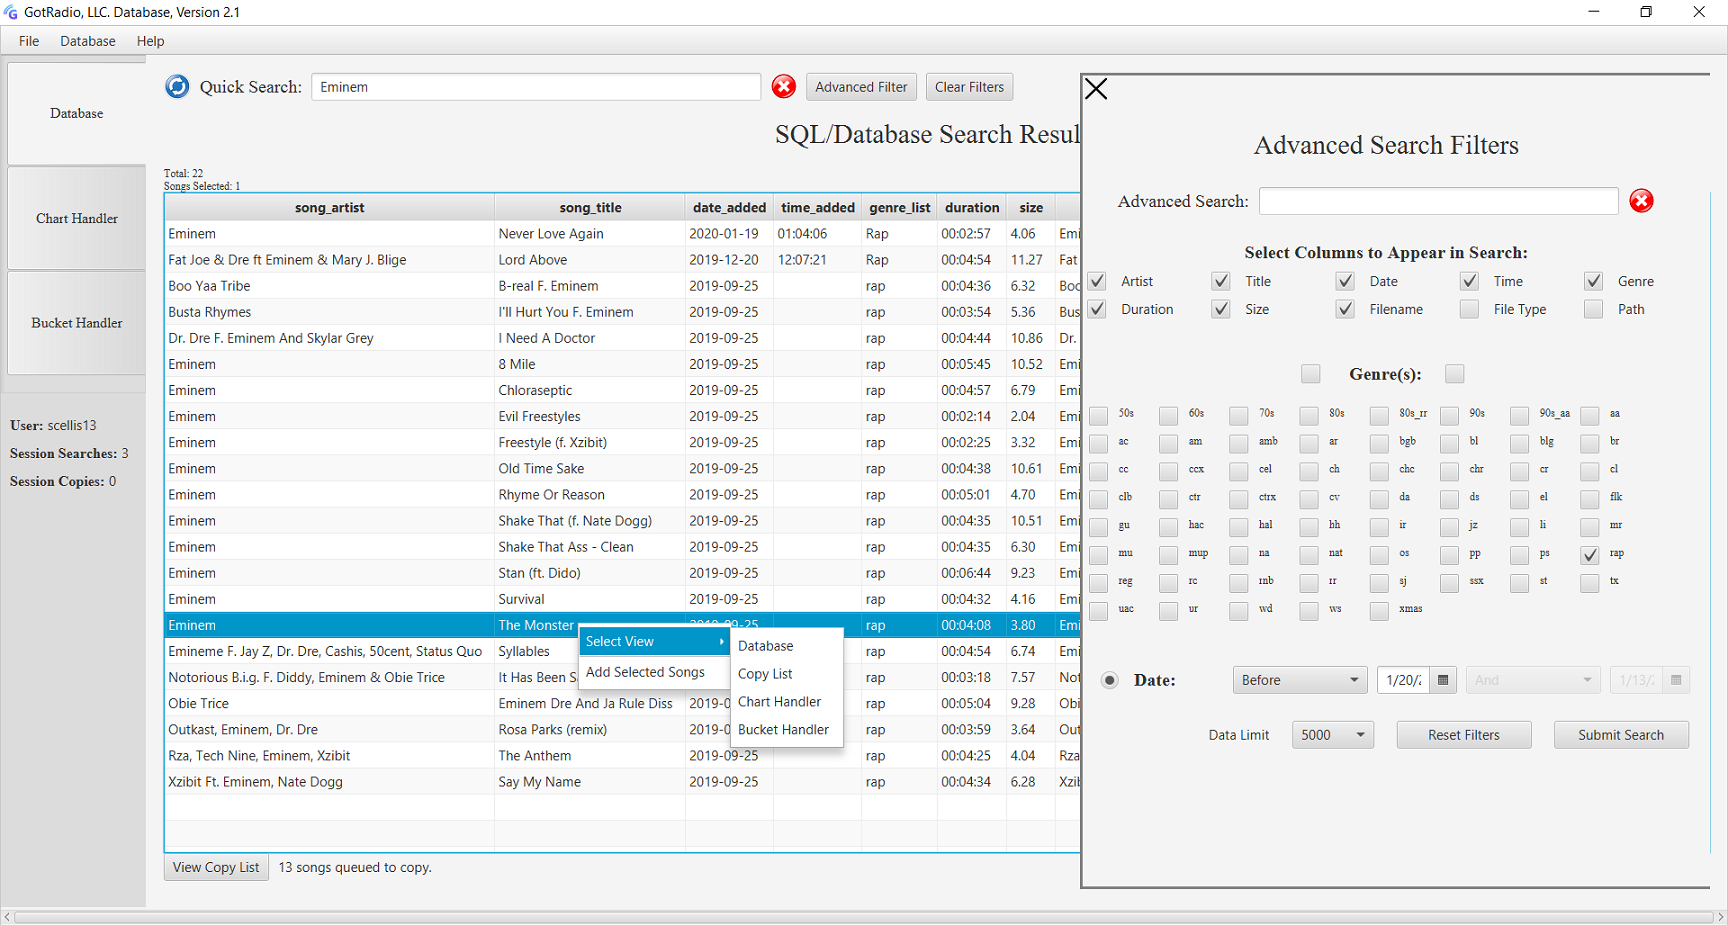 GotRadio, LLC. Database, Version 2.1
File Database Help
Database
Chart Handler
Bucket Handler
User: scellis13
Session Searches: 3
Session Copies: 0
Quick Search: Eminem Advanced Filter Clear Filters
SQL/Database Search Resul
Total: 22
Songs Selected: 1
song_artist song_title date_added time_added genre_list duration size
Eminem Never Love Again 2020-01-19 01:04:06 Rap 00:02:57 4.06 Emi
Fat Joe & Dre ft Eminem & Mary J. Blige Lord Above 2019-12-20 12:07:21 Rap 00:04:54 11.27 Fat
Boo Yaa Tribe B-real F. Eminem 2019-09-25 rap 00:04:36 6.32 Boo
Busta Rhymes I'll Hurt You F. Eminem 2019-09-25 rap 00:03:54 5.36 Bus
Dr. Dre F. Eminem And Skylar Grey I Need A Doctor 2019-09-25 rap 00:04:44 10.86 Dr.
Eminem 8 Mile 2019-09-25 rap 00:05:45 10.52 Emi
Eminem Chloraseptic 2019-09-25 rap 00:04:57 6.79 Emi
Eminem Evil Freestyles 2019-09-25 rap 00:02:14 2.04 Emi
Eminem Freestyle (f. Xzibit) 2019-09-25 rap 00:02:25 3.32 Emi
Eminem Old Time Sake 2019-09-25 rap 00:04:38 10.61 Emi
Eminem Rhyme Or Reason 2019-09-25 rap 00:05:01 4.70 Emi
Eminem Shake That (f. Nate Dogg) 2019-09-25 rap 00:04:35 10.51 Emi
Eminem Shake That Ass - Clean 2019-09-25 rap 00:04:35 6.30 Emi
Eminem Stan (ft. Dido) 2019-09-25 rap 00:06:44 9.23 Emi
Eminem Survival 2019-09-25 rap 00:04:32 4.16 Emi
Eminem The Monster 2019-09-25 rap 00:04:08 3.80 Emi
Emineme F. Jay Z, Dr. Dre, Cashis, 50cent, Status Quo Syllables rap 00:04:54 6.74 Emi
Notorious B.i.g. F. Diddy, Eminem & Obie Trice It Has Been S rap 00:03:18 7.57 Not
Obie Trice Eminem Dre And Ja Rule Diss 2019-0 rap 00:05:04 9.28 Obi
Outkast, Eminem, Dr. Dre Rosa Parks (remix) 2019-0 rap 00:03:59 3.64 Out
Rza, Tech Nine, Eminem, Xzibit The Anthem 2019-09-25 rap 00:04:25 4.04 Rza
Xzibit Ft. Eminem, Nate Dogg Say My Name 2019-09-25 rap 00:04:34 6.28 Xzil
Select View
Add Selected Songs
Database
Copy List
Chart Handler
Bucket Handler
View Copy List 13 songs queued to copy.
Advanced Search Filters
Advanced Search:
Select Columns to Appear in Search:
Artist Title Date Time Genre
Duration Size Filename File Type Path
Genre(s):
50s 60s 70s 80s 80s_rr 90s 90s_aa aa
ac am amb ar bgb bl blg br
cc ccx cel ch chc chr cr cl
clb ctr ctrx cv da ds el flk
gu hac hal hh ir jz li mr
mu mup na nat os pp ps rap
reg rc rnb rr sj ssx st tx
uac ur wd ws xmas
Date: Before 1/20/2 And 1/13/2
Data Limit 5000 Reset Filters Submit Search